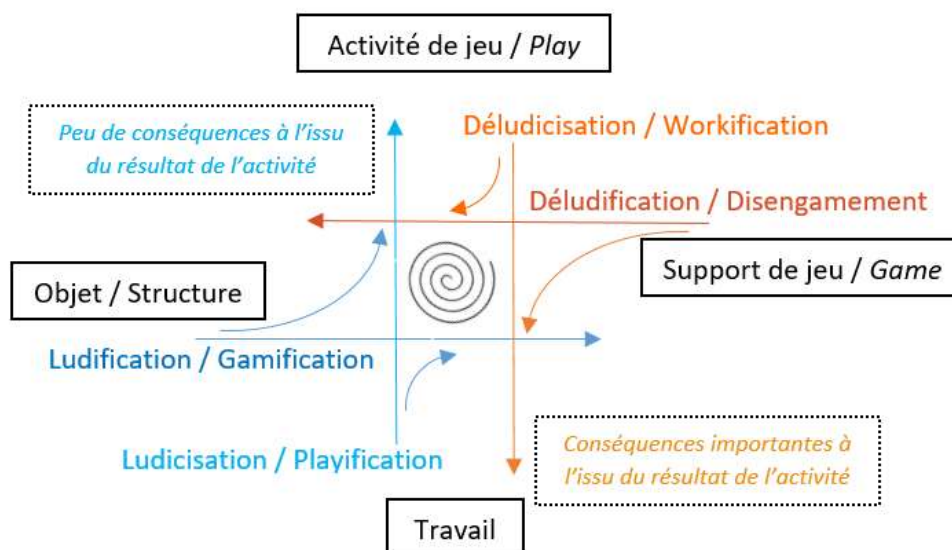 Activité de jeu / Play
Peu de conséquences à l'issu
du résultat de l'activité
Déludicisation / Workification
Déludification / Disengamement
Objet / Structure
Support de jeu / Game
Ludification / Gamification
Ludicisation / Playification
Conséquences importantes à
l'issu du résultat de l'activité
Travail